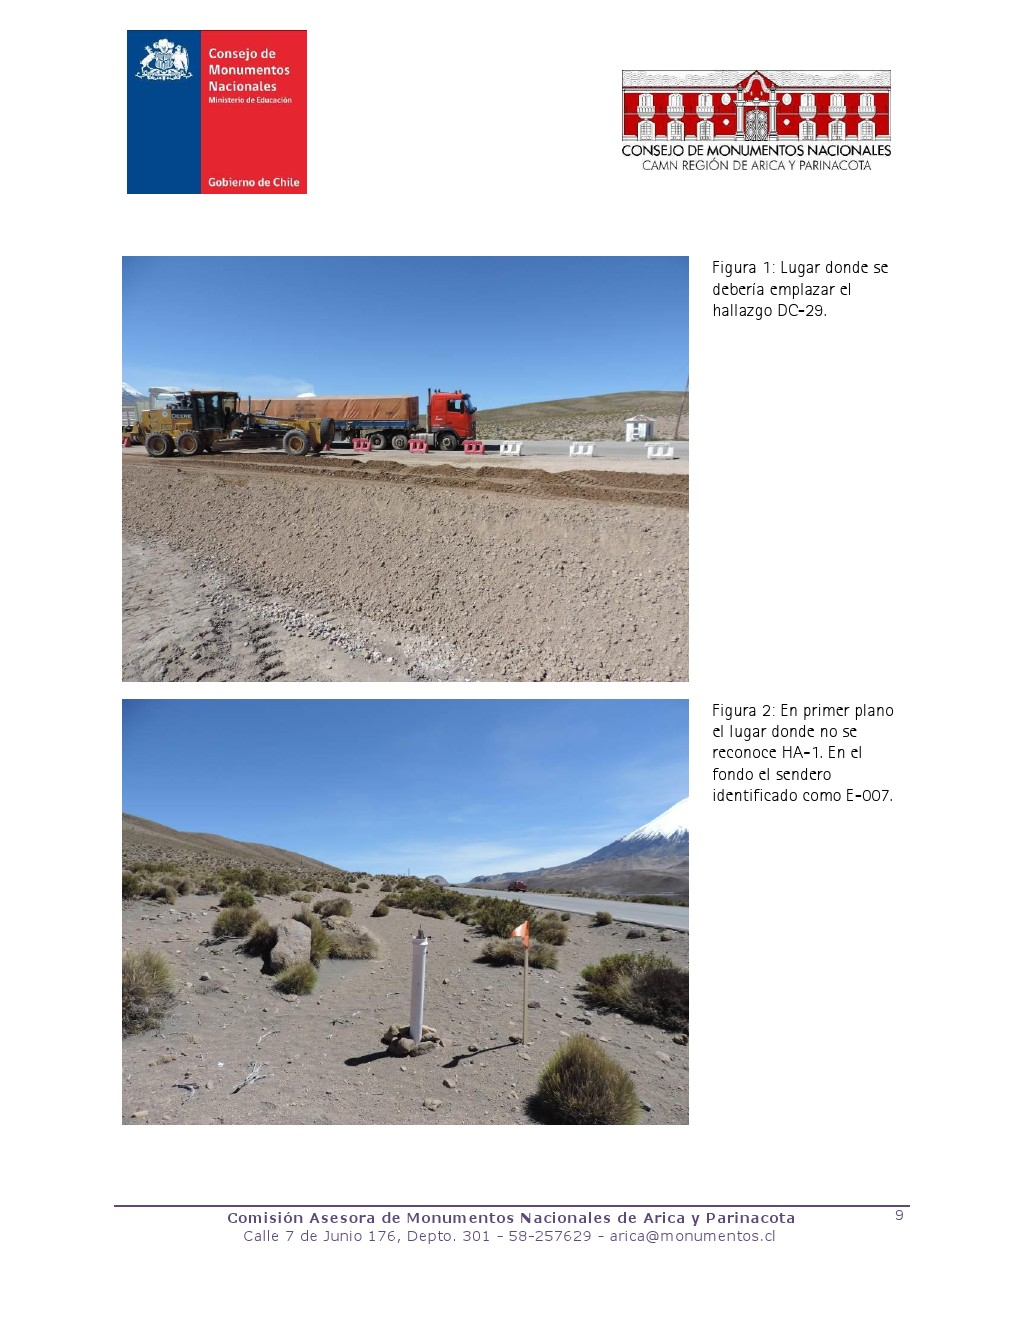 Consejo de
Monumentos
Nacionales
Ministerio de Educación
Gobierno de Chile
CONSEJO DE MONUMENTOS NACIONALES
CAMN REGIÓN DE ARICA Y PARINACOTA
Figura 1: Lugar donde se
debería emplazar el
hallazgo DC-29.
DEERE
Figura 2: En primer plano
el lugar donde no se
reconoce HA-1. En el
fondo el sendero
identificado como E-007.
Comisión Asesora de Monumentos Nacionales de Arica y Parinacota
9
Calle 7 de Junio 176, Depto. 301 – 58-257629 – arica@monumentos.cl